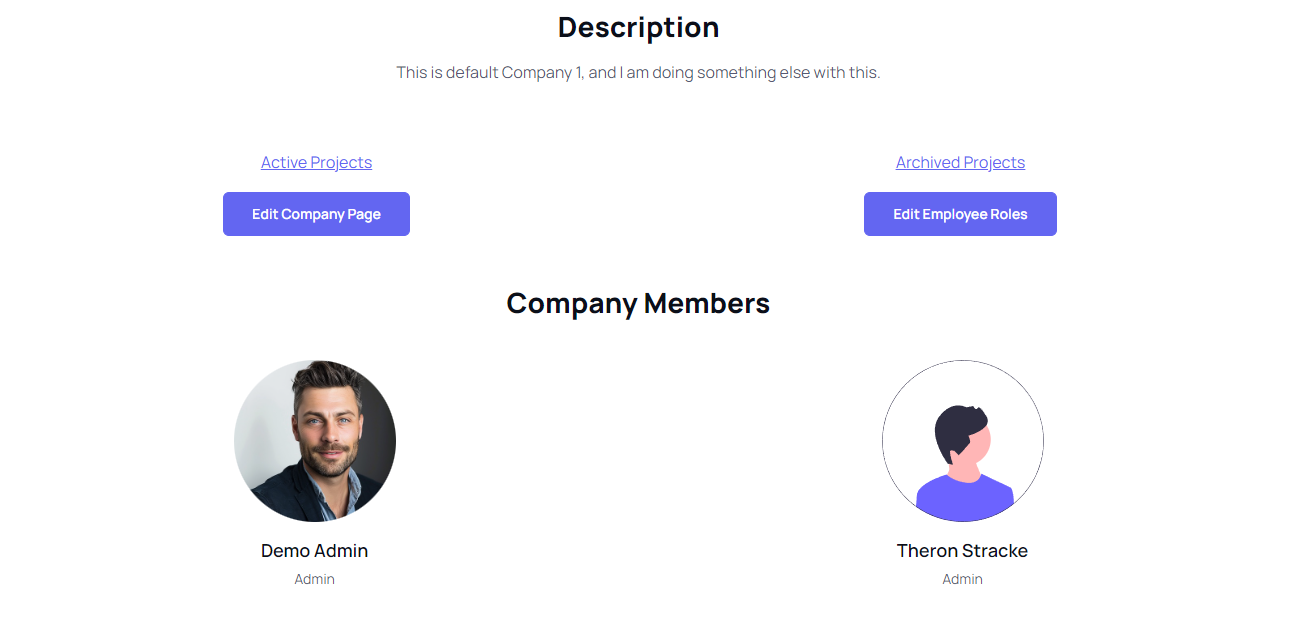 Description
This is default Company 1, and I am doing something else with this.
Active Projects
Archived Projects
Edit Company Page
Edit Employee Roles
Company Members
Demo Admin
Theron Stracke
Admin
Admin